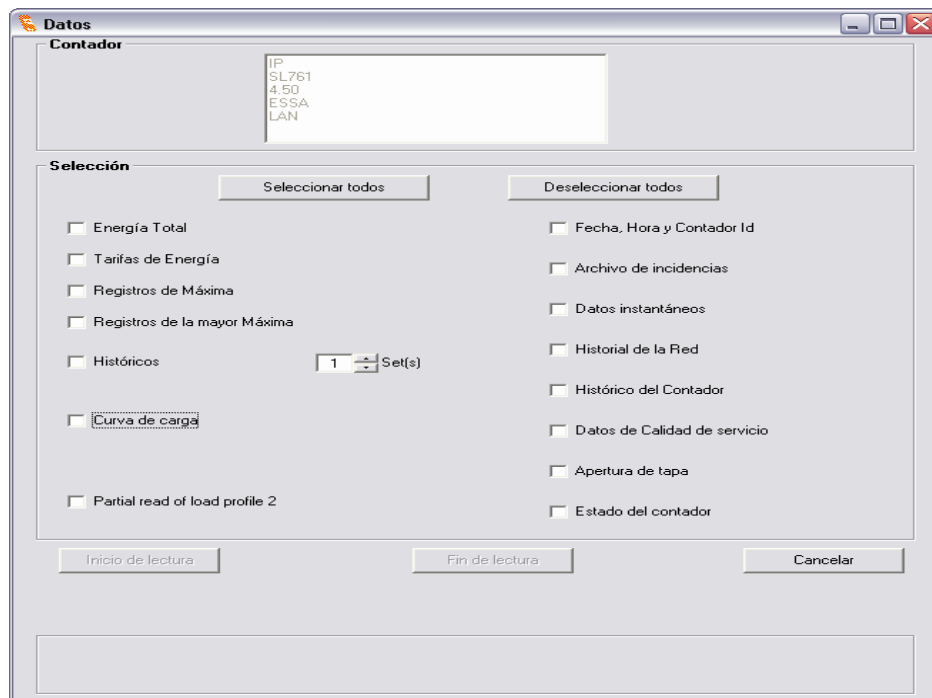 Datos
Contador
IP
SL761
4.50
ESSA
LAN
Selección
Seleccionar todos
Deseleccionar todos
Energía Total
Tarifas de Energía
Registros de Máxima
Registros de la mayor Máxima
Históricos 1 Set(s)
Curva de carga
Partial read of load profile 2
Fecha, Hora y Contador Id
Archivo de incidencias
Datos instantáneos
Historial de la Red
Histórico del Contador
Datos de Calidad de servicio
Apertura de tapa
Estado del contador
Inicio de lectura
Fin de lectura
Cancelar